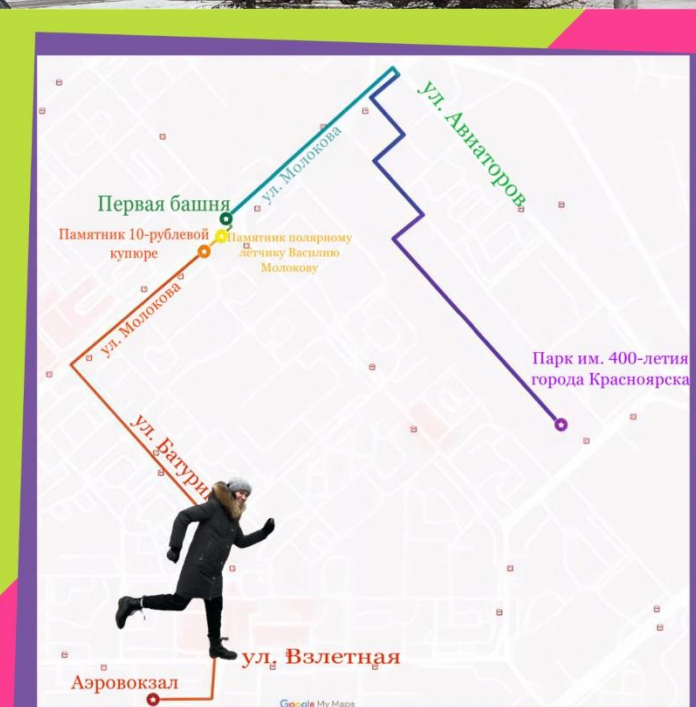 ул. Авиаторов
ул. Молокова
Первая башня
Памятник 10-рублевой
купюре
Памятник полярному
летчику Василию
Молокову
ул. Молокова
Парк им. 400-летия
города Красноярска
ул. Батурин
ул. Взлетная
Аэровокзал
Google My Maps